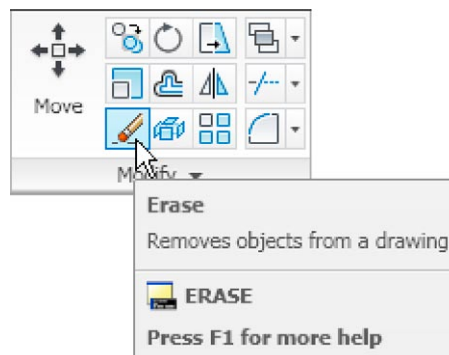 Move
Modify
Erase
Removes objects from a drawing
ERASE
Press F1 for more help